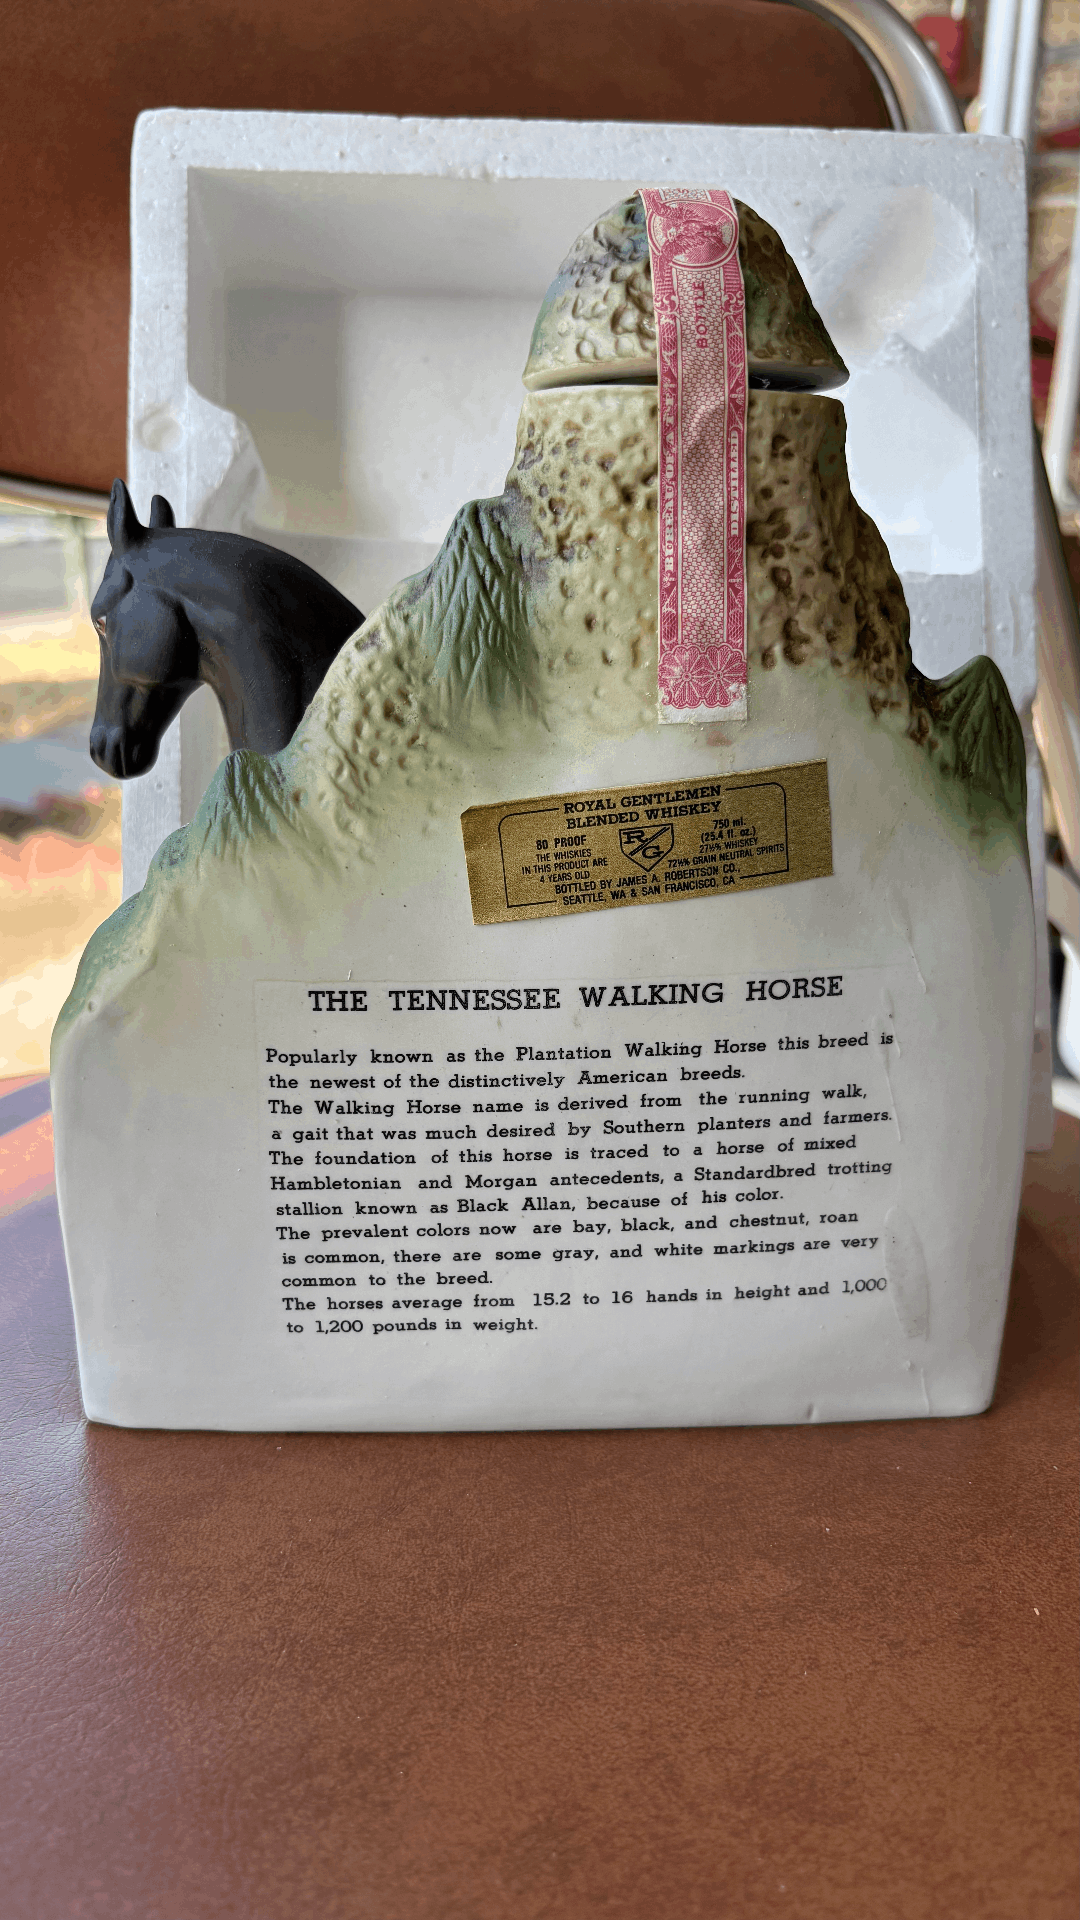 BOTTLE
BUREAU OF A T F
DISTILLED
ROYAL GENTLEMEN
BLENDED WHISKEY
80 PROOF
THE WHISKIES
IN THIS PRODUCT ARE
4 YEARS OLD
R/G
750 ml.
(25.4 fl. oz.)
27½% WHISKEY
72½% GRAIN NEUTRAL SPIRITS
BOTTLED BY JAMES A. ROBERTSON CO.,
SEATTLE, WA & SAN FRANCISCO, CA
THE TENNESSEE WALKING HORSE
Popularly known as the Plantation Walking Horse this breed is
the newest of the distinctively American breeds.
The Walking Horse name is derived from the running walk,
a gait that was much desired by Southern planters and farmers.
The foundation of this horse is traced to a horse of mixed
Hambletonian and Morgan antecedents, a Standardbred trotting
stallion known as Black Allan, because of his color.
The prevalent colors now are bay, black, and chestnut, roan
is common, there are some gray, and white markings are very
common to the breed.
The horses average from 15.2 to 16 hands in height and 1,000
to 1,200 pounds in weight.